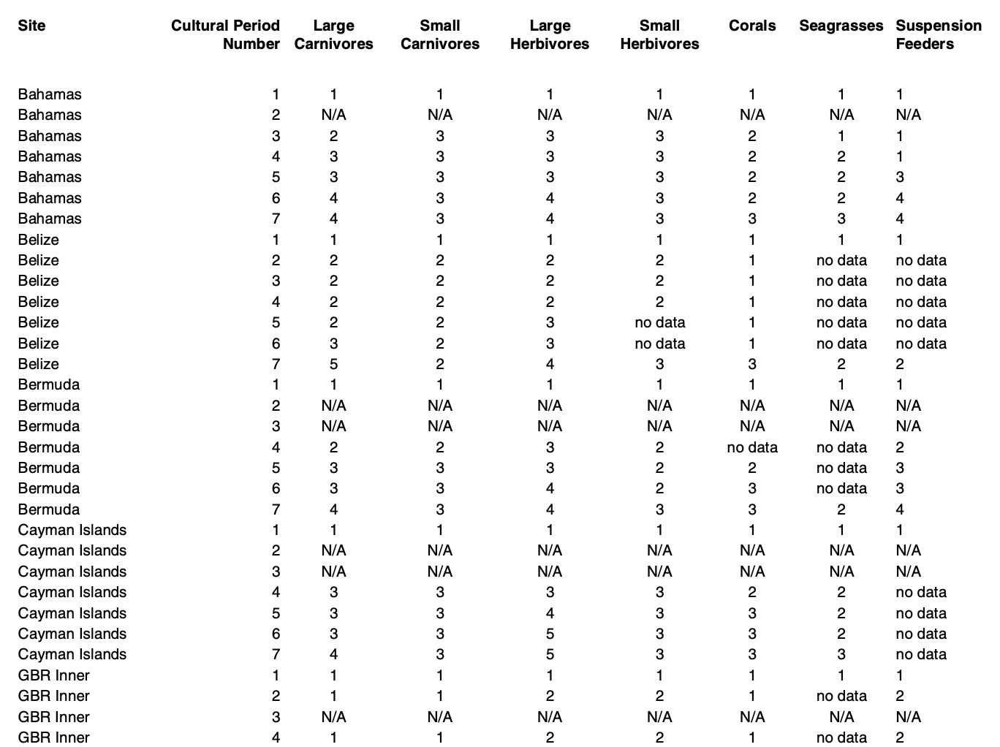 Site Cultural Period Large Small Large Small Corals Seagrasses Suspension
Number Carnivores Carnivores Herbivores Herbivores Feeders
Bahamas 1 1 1 1 1 1 1 1
Bahamas 2 N/A N/A N/A N/A N/A N/A N/A
Bahamas 3 2 3 3 3 2 1 1
Bahamas 4 3 3 3 3 2 2 1
Bahamas 5 3 3 3 3 2 2 3
Bahamas 6 4 3 4 3 2 2 4
Bahamas 7 4 3 4 3 3 3 4
Belize 1 1 1 1 1 1 1 1
Belize 2 2 2 2 2 1 no data no data
Belize 3 2 2 2 2 1 no data no data
Belize 4 2 2 2 2 1 no data no data
Belize 5 2 2 3 no data 1 no data no data
Belize 6 3 2 3 no data 1 no data no data
Belize 7 5 2 4 3 3 2 2
Bermuda 1 1 1 1 1 1 1 1
Bermuda 2 N/A N/A N/A N/A N/A N/A N/A
Bermuda 3 N/A N/A N/A N/A N/A N/A N/A
Bermuda 4 2 2 3 2 no data no data 2
Bermuda 5 3 3 3 2 2 no data 3
Bermuda 6 3 3 4 2 3 no data 3
Bermuda 7 4 3 4 3 3 2 4
Cayman Islands 1 1 1 1 1 1 1 1
Cayman Islands 2 N/A N/A N/A N/A N/A N/A N/A
Cayman Islands 3 N/A N/A N/A N/A N/A N/A N/A
Cayman Islands 4 3 3 3 3 2 2 no data
Cayman Islands 5 3 3 4 3 3 2 no data
Cayman Islands 6 3 3 5 3 3 2 no data
Cayman Islands 7 4 3 5 3 3 3 no data
GBR Inner 1 1 1 1 1 1 1 1
GBR Inner 2 1 1 2 2 1 no data 2
GBR Inner 3 N/A N/A N/A N/A N/A N/A N/A
GBR Inner 4 1 1 2 2 1 no data 2